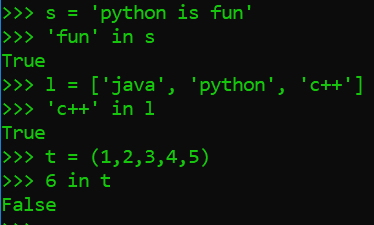 >>> s = 'python is fun'
>>> 'fun' in s
True
>>> l = ['java', 'python', 'c++']
>>> 'c++' in l
True
>>> t = (1,2,3,4,5)
>>> 6 in t
False
>>>